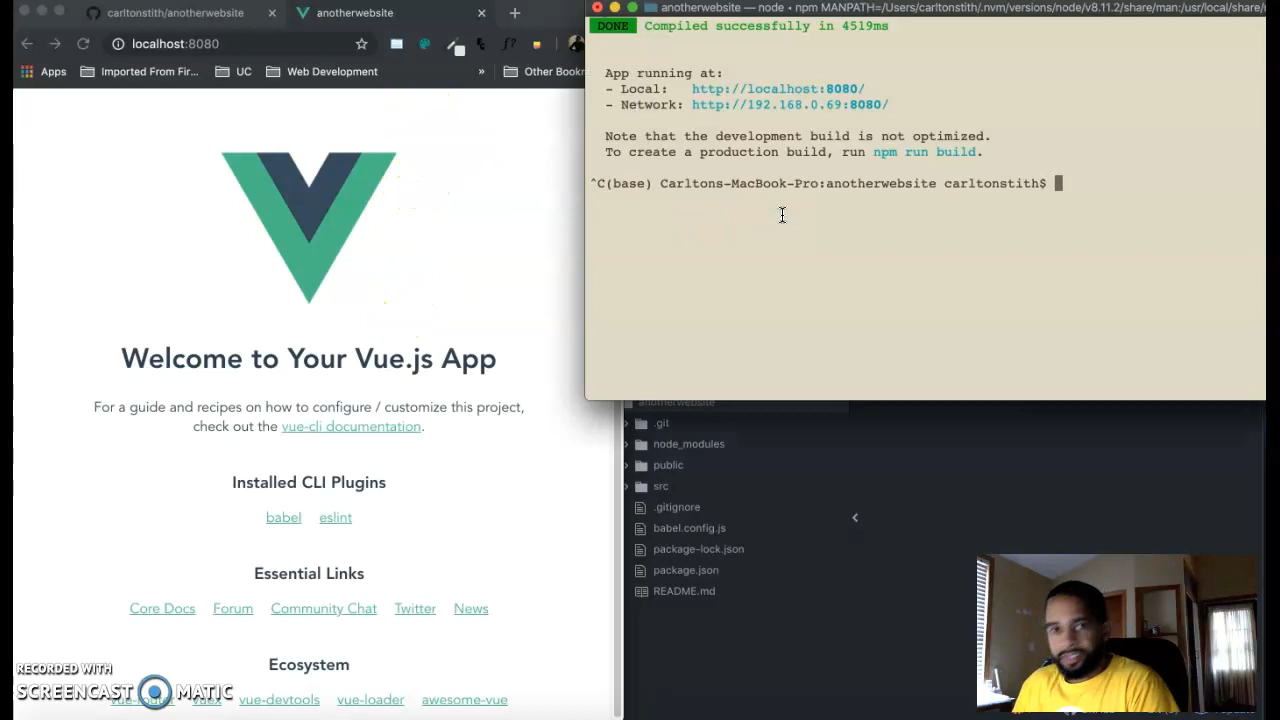 carltonstith/anotherwebsite
anotherwebsite
localhost:8080
Apps
Imported From Fir...
UC
Web Development
»
Other Bookm
Welcome to Your Vue.js App
For a guide and recipes on how to configure / customize this project,
check out the vue-cli documentation.
Installed CLI Plugins
babel eslint
Essential Links
Core Docs Forum Community Chat Twitter News
Ecosystem
vue-router vuex vue-devtools vue-loader awesome-vue
RECORDED WITH
SCREENCAST MATIC
anotherwebsite — node • npm MANPATH=/Users/carltonstith/.nvm/versions/node/v8.11.2/share/man:/usr/local/share/
DONE Compiled successfully in 4519ms
App running at:
- Local: http://localhost:8080/
- Network: http://192.168.0.69:8080/
Note that the development build is not optimized.
To create a production build, run npm run build.
^C(base) Carltons-MacBook-Pro:anotherwebsite carltonstith$
anotherwebsite
.git
node_modules
public
src
.gitignore
babel.config.js
package-lock.json
package.json
README.md